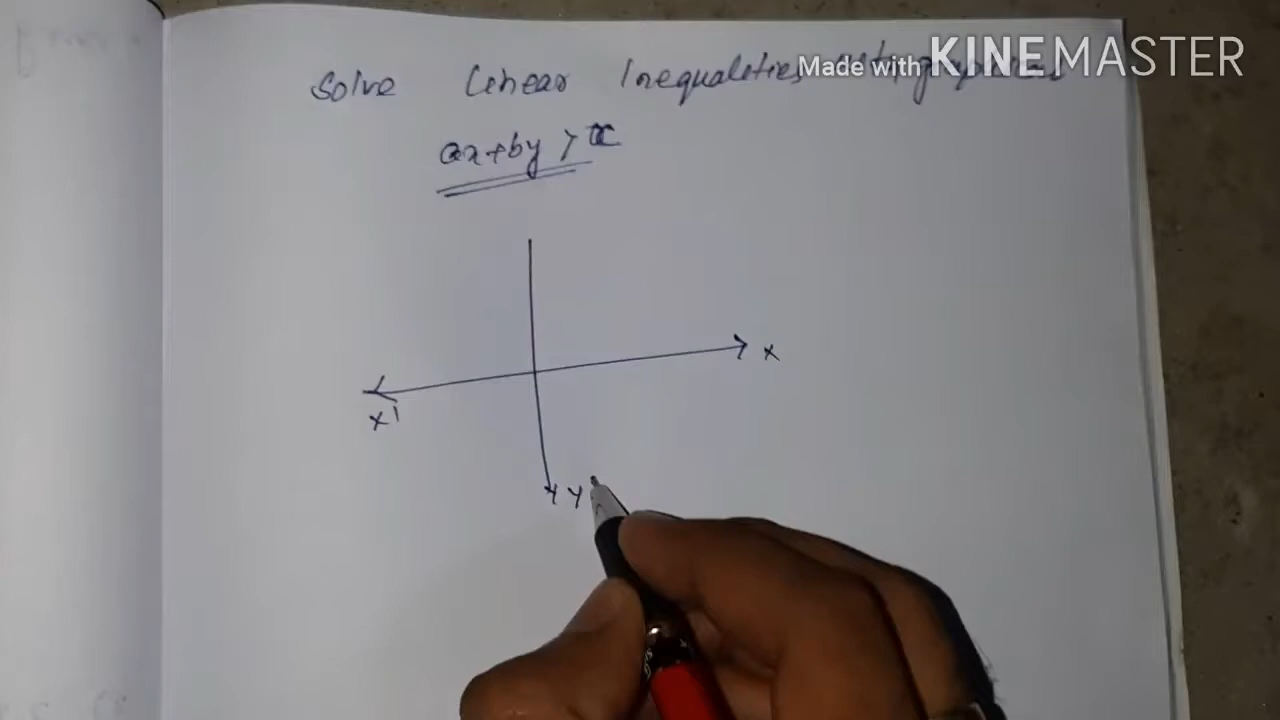 Solve Linear Inequalities
Made with KINEMASTER
ax+by >
X
X'
Y